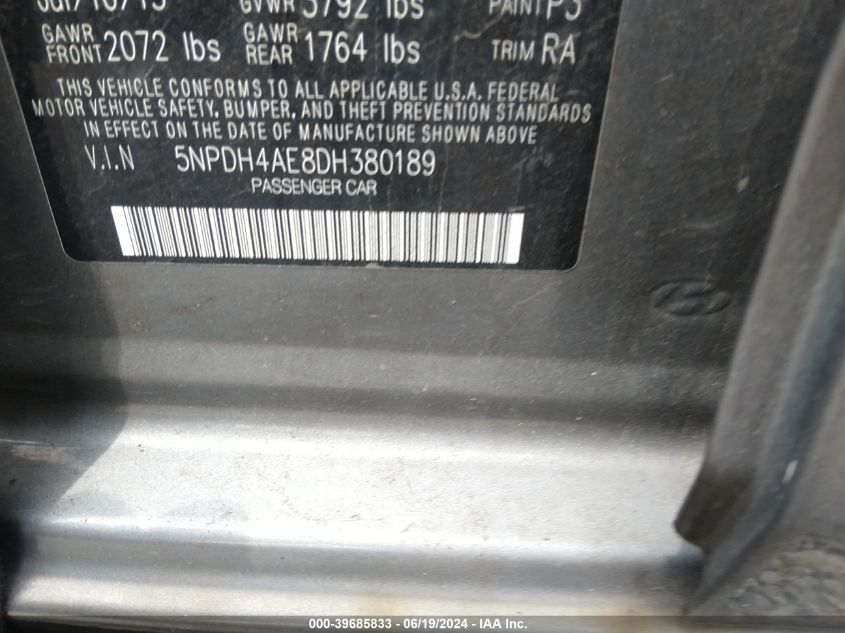 GVWR 3792 lbs PAINT P3
GAWR FRONT 2072 lbs GAWR REAR 1764 lbs TRIM RA
THIS VEHICLE CONFORMS TO ALL APPLICABLE U.S.A. FEDERAL
MOTOR VEHICLE SAFETY, BUMPER, AND THEFT PREVENTION STANDARDS
IN EFFECT ON THE DATE OF MANUFACTURE SHOWN ABOVE
V.I.N 5NPDH4AE8DH380189
PASSENGER CAR
000-39685833 - 06/19/2024 - IAA Inc.